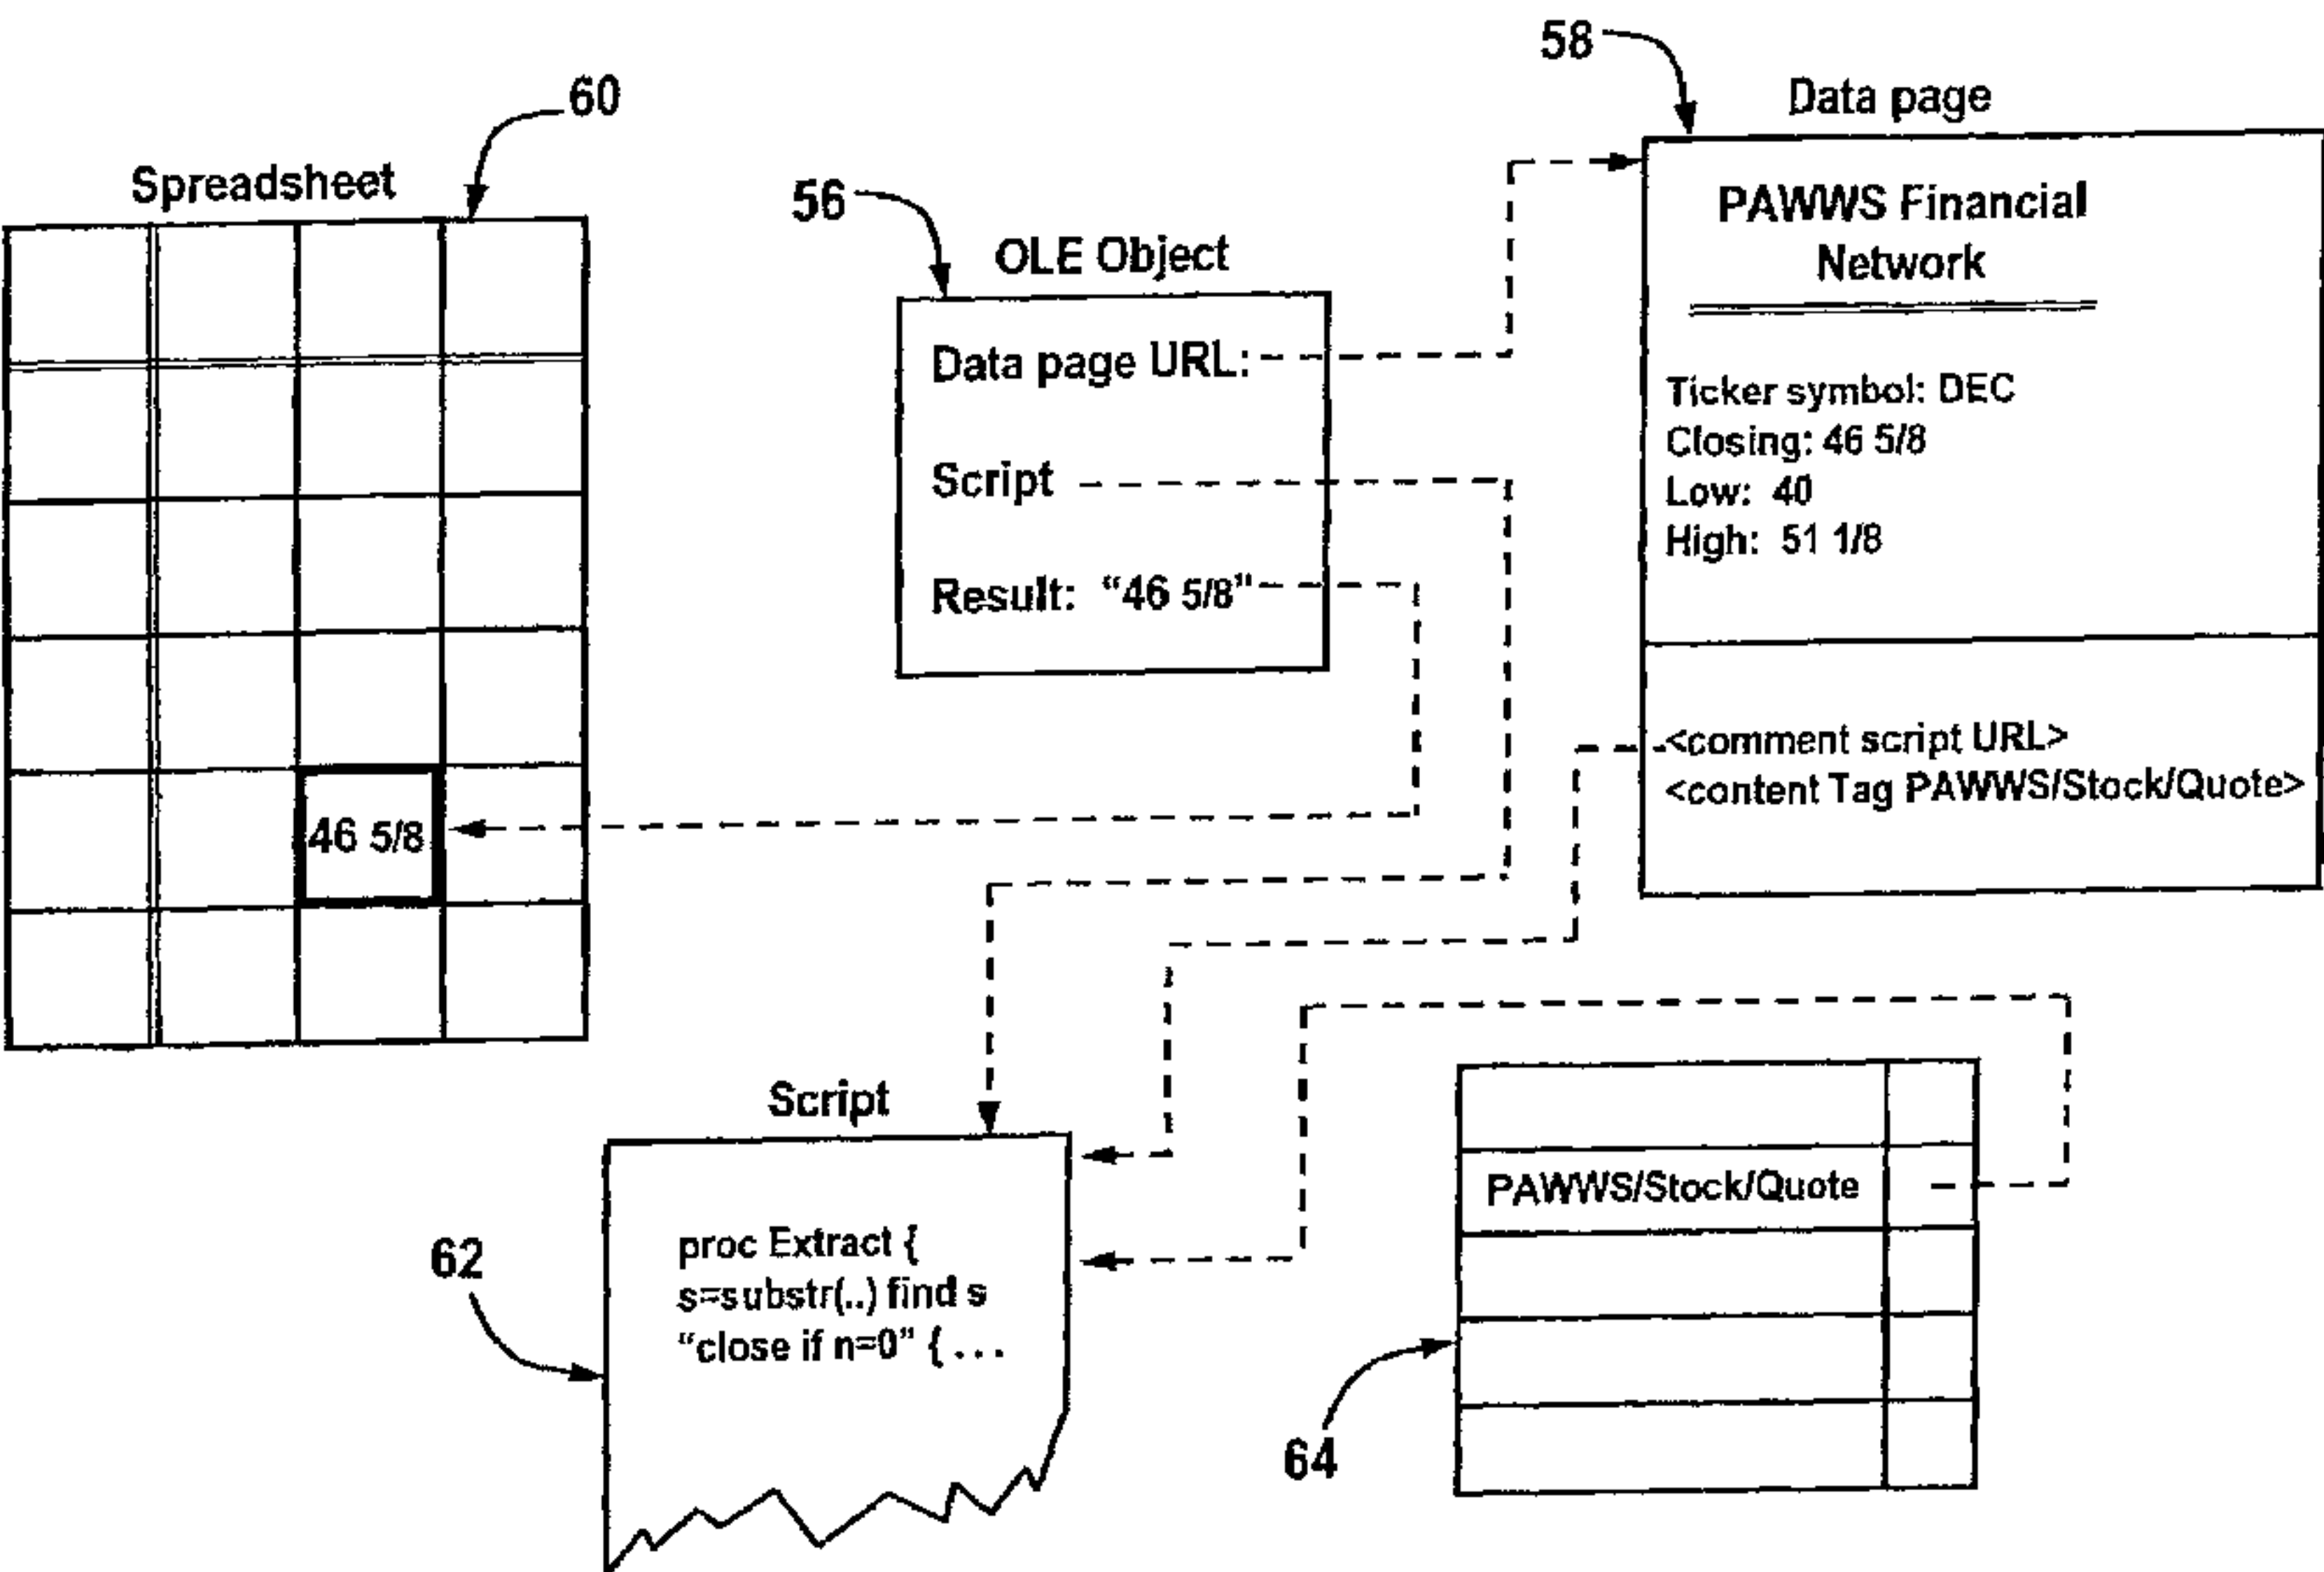 60
Spreadsheet
46 5/8
56
OLE Object
Data page URL:
Script
Result: “46 5/8”
58
Data page
PAWWS Financial
Network
Ticker symbol: DEC
Closing: 46 5/8
Low: 40
High: 51 1/8
<comment script URL>
<content Tag PAWWS/Stock/Quote>
Script
62
proc Extract {
s=substr(..) find s
“close if n=0” { ...
PAWWS/Stock/Quote
64